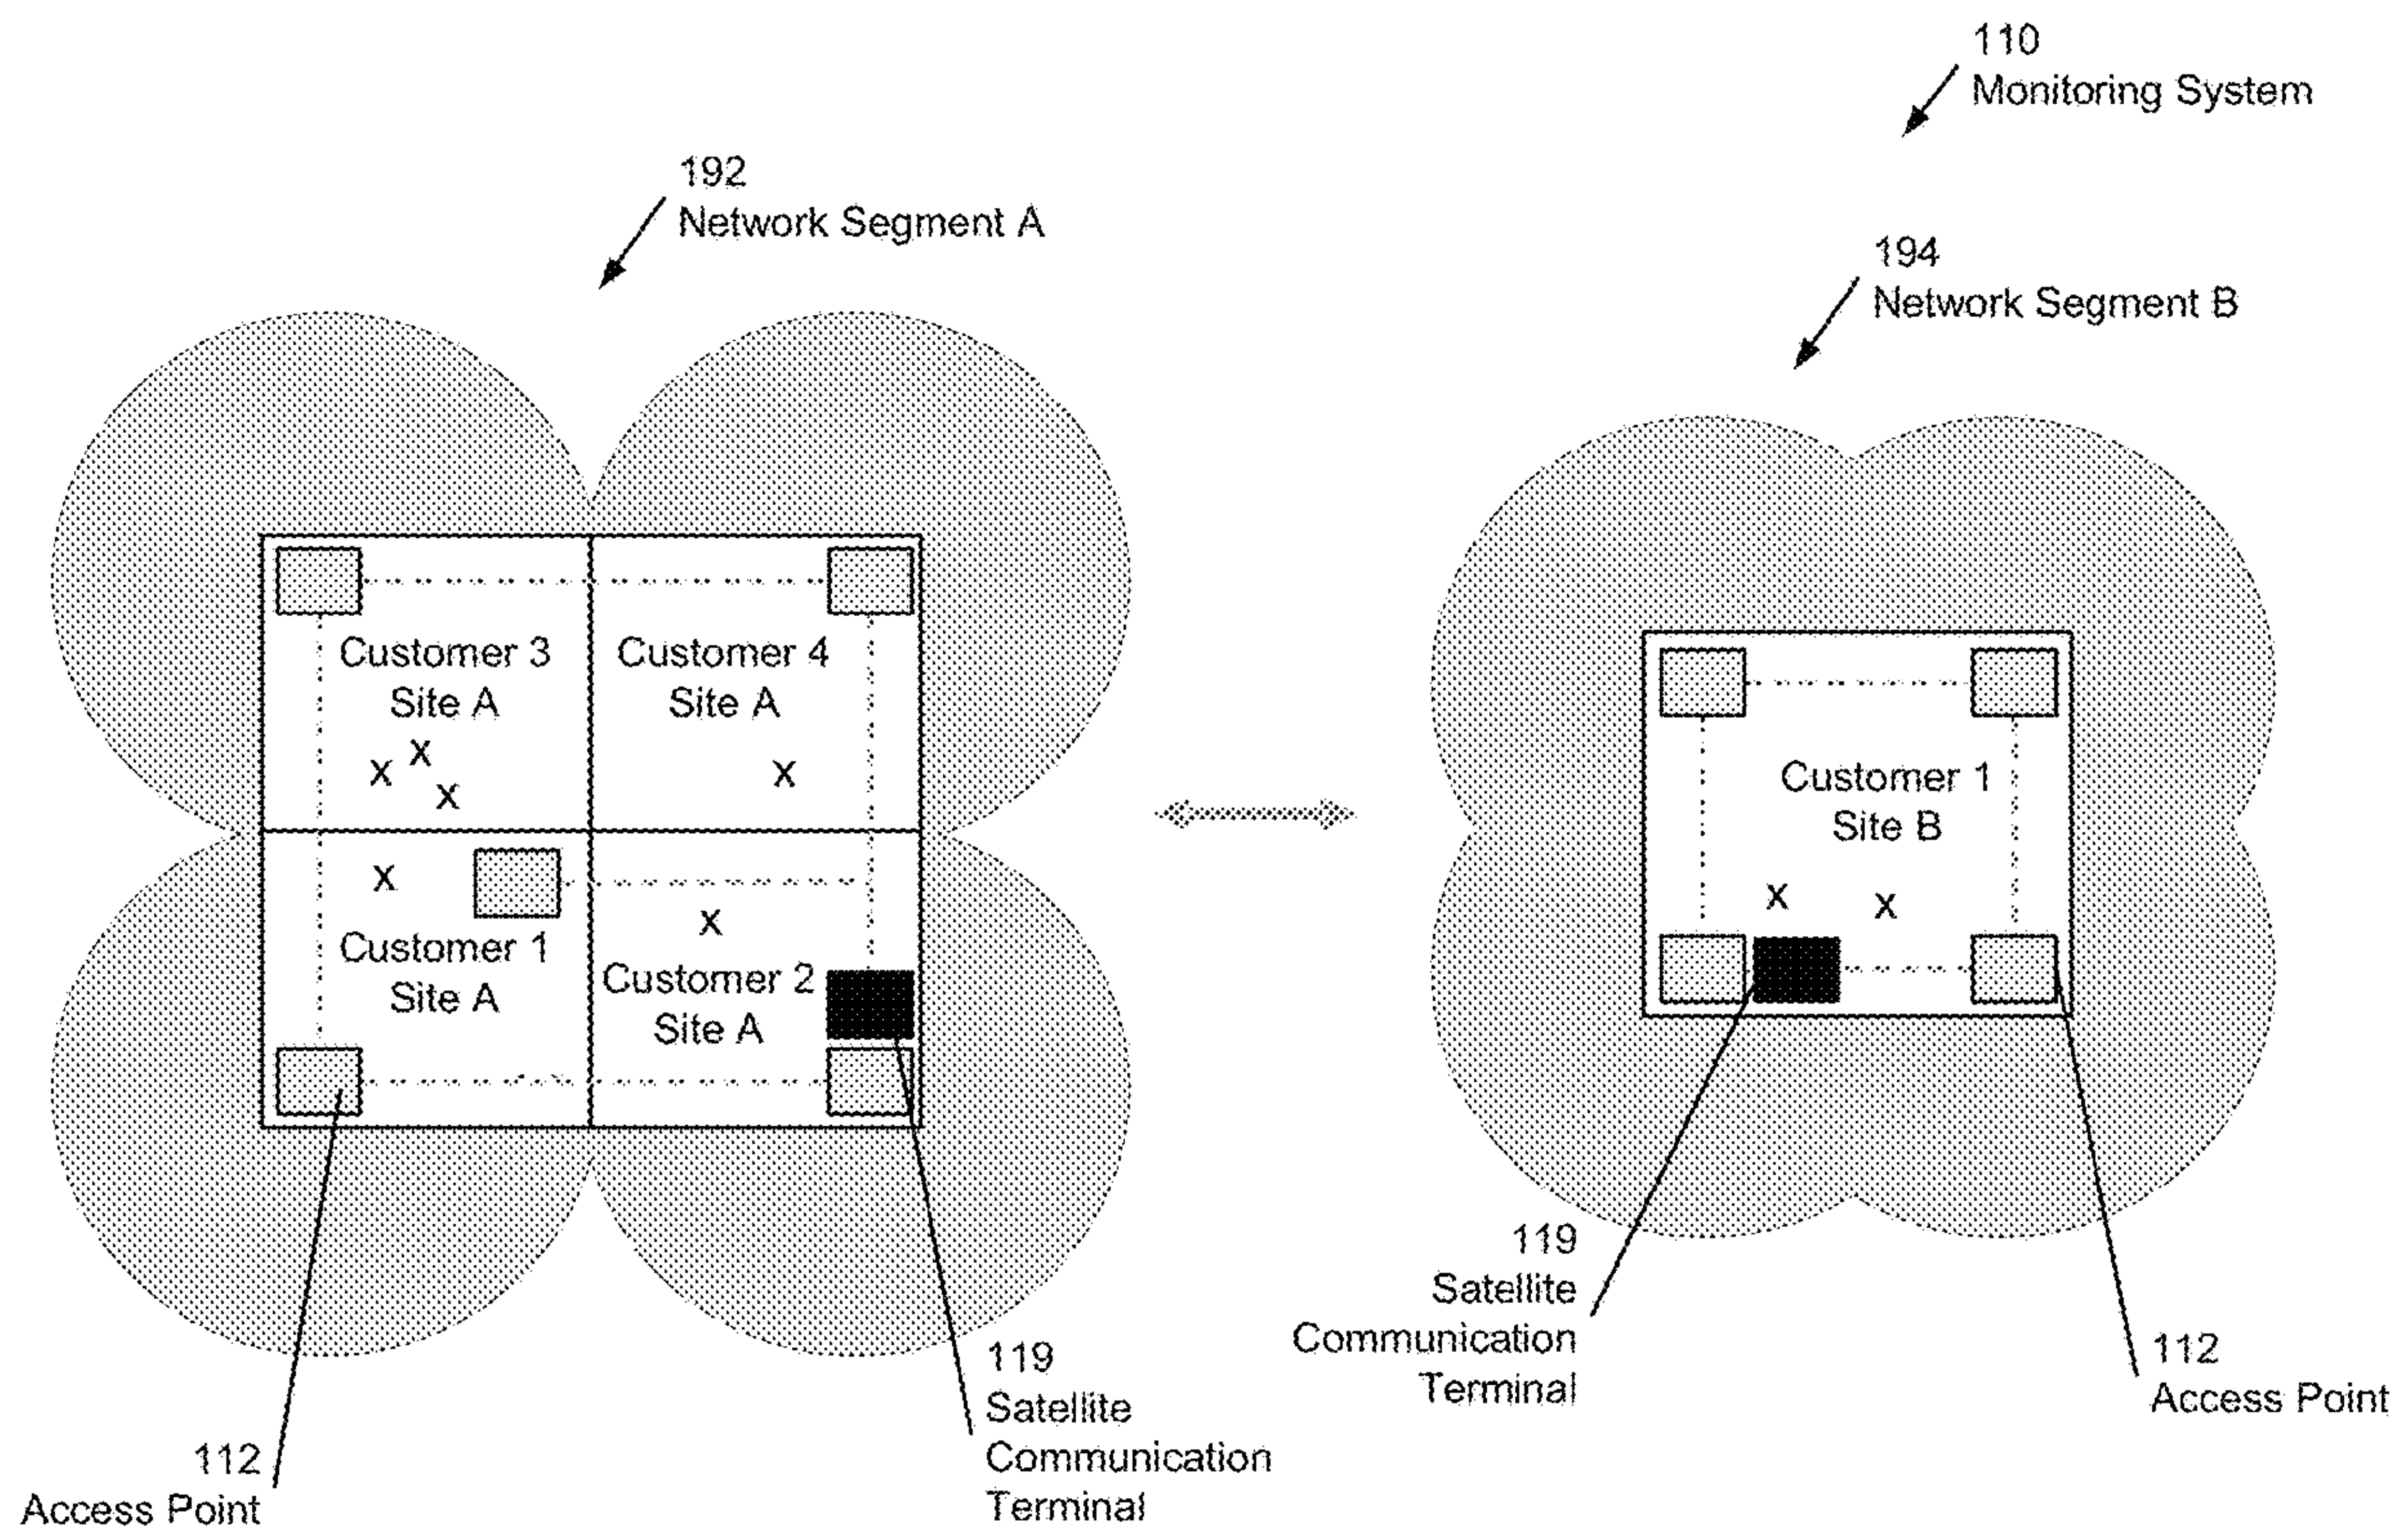 110
Monitoring System
192
Network Segment A
194
Network Segment B
Customer 3
Site A
Customer 4
Site A
X
X
X
X
Customer 1
Site B
X
X
Customer 1
Site A
X
Customer 2
Site A
X
119
Satellite
Communication
Terminal
112
Access Point
119
Satellite
Communication
Terminal
112
Access Point